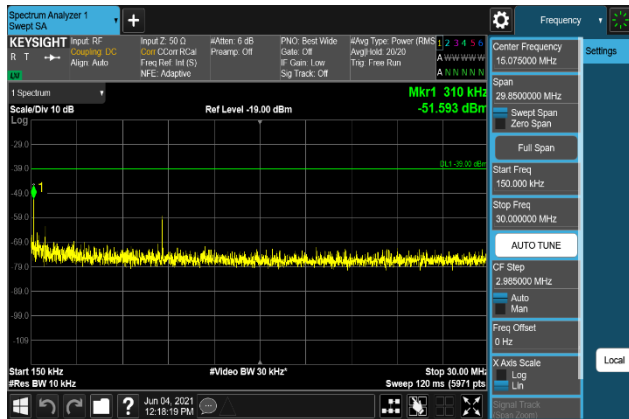 Spectrum Analyzer 1
Swept SA
Frequency
KEYSIGHT
R T
LW
Input: RF
Coupling: DC
Align: Auto
Input Z: 50 Ω
Corr CCorr RCal
Freq Ref: Int (S)
NFE: Adaptive
#Atten: 6 dB
Preamp: Off
PNO: Best Wide
Gate: Off
IF Gain: Low
Sig Track: Off
#Avg Type: Power (RMS
Avg|Hold: 20/20
Trig: Free Run
1 2 3 4 5 6
A W W W W W
A N N N N N
1 Spectrum
Scale/Div 10 dB
Log
Ref Level -19.00 dBm
Mkr1 310 kHz
-51.593 dBm
-29.0
-39.0
DL1 -39.00 dBm
1
-49.0
-59.0
-69.0
-79.0
-89.0
-99.0
-109
Start 150 kHz
#Res BW 10 kHz
#Video BW 30 kHz*
Stop 30.00 MHz
Sweep 120 ms (5971 pts
?
Jun 04, 2021
12:18:19 PM
Center Frequency
15.075000 MHz
Span
29.8500000 MHz
Swept Span
Zero Span
Full Span
Start Freq
150.000 kHz
Stop Freq
30.000000 MHz
AUTO TUNE
CF Step
2.985000 MHz
Auto
Man
Freq Offset
0 Hz
X Axis Scale
Log
Lin
Signal Track
(Span Zoom)
Settings
Local